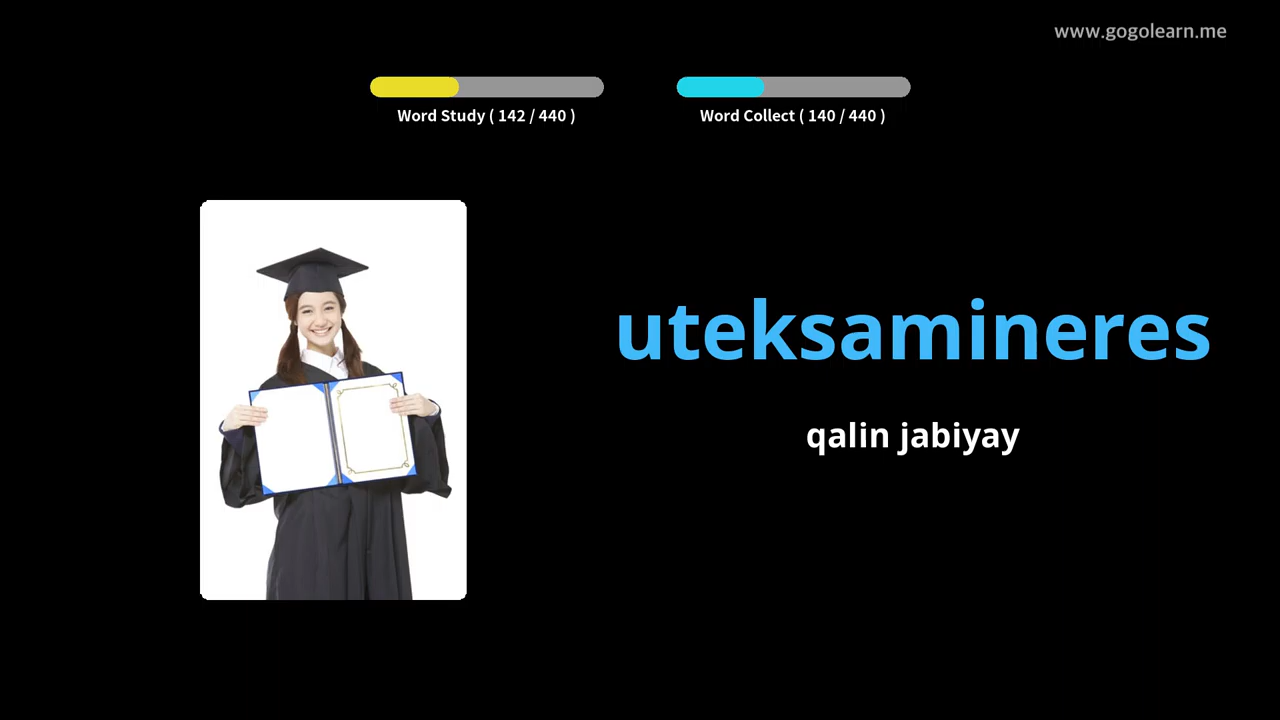 www.gogolearn.me
Word Study ( 142 / 440 )
Word Collect ( 140 / 440 )
uteksamineres
qalin jabiyay